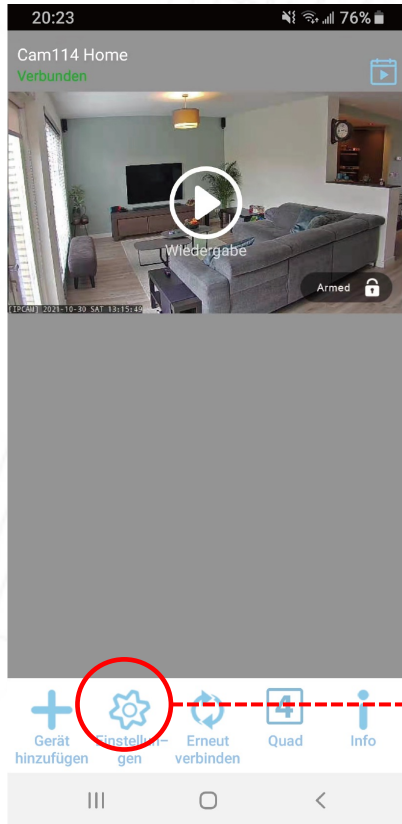 20:23 76%
Cam114 Home
Verbunden
Wiedergabe
Armed
[IPCAM] 2021-10-30 SAT 13:15:49
Gerät hinzufügen
Einstellun-
gen
Erneut
verbinden
4
Quad
Info